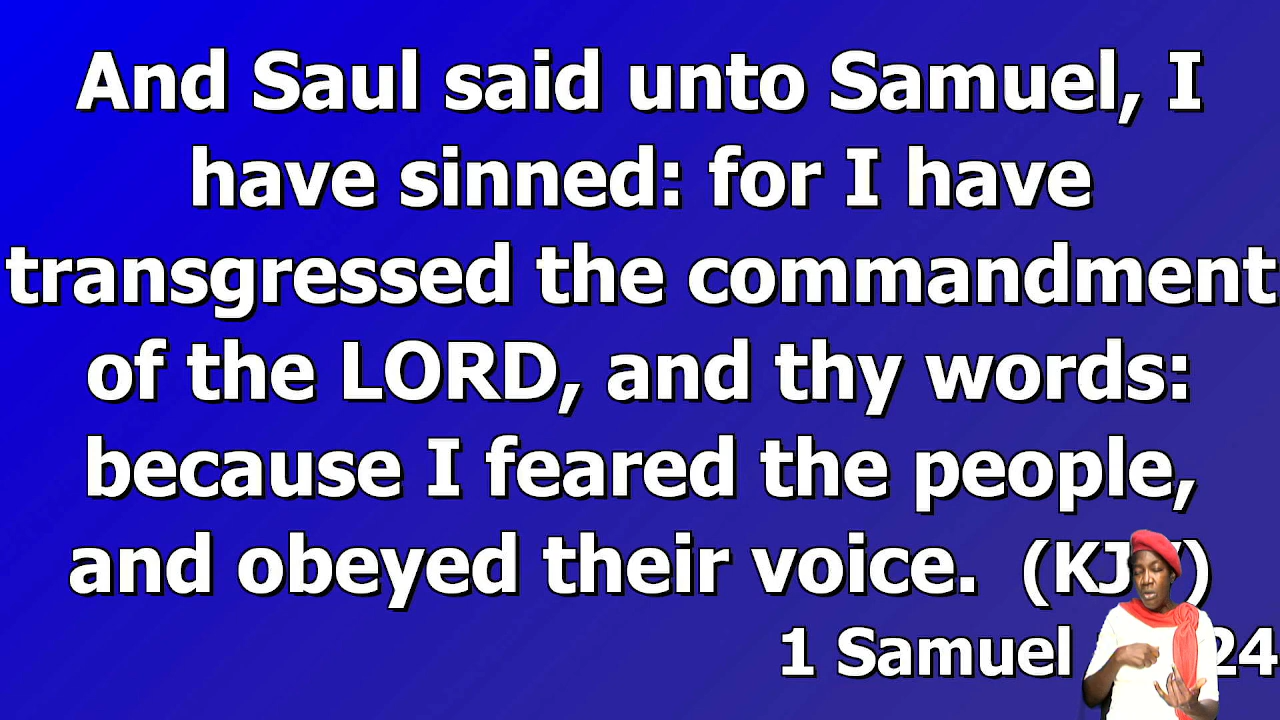 And Saul said unto Samuel, I
have sinned: for I have
transgressed the commandment
of the LORD, and thy words:
because I feared the people,
and obeyed their voice. (KJV)
1 Samuel 24